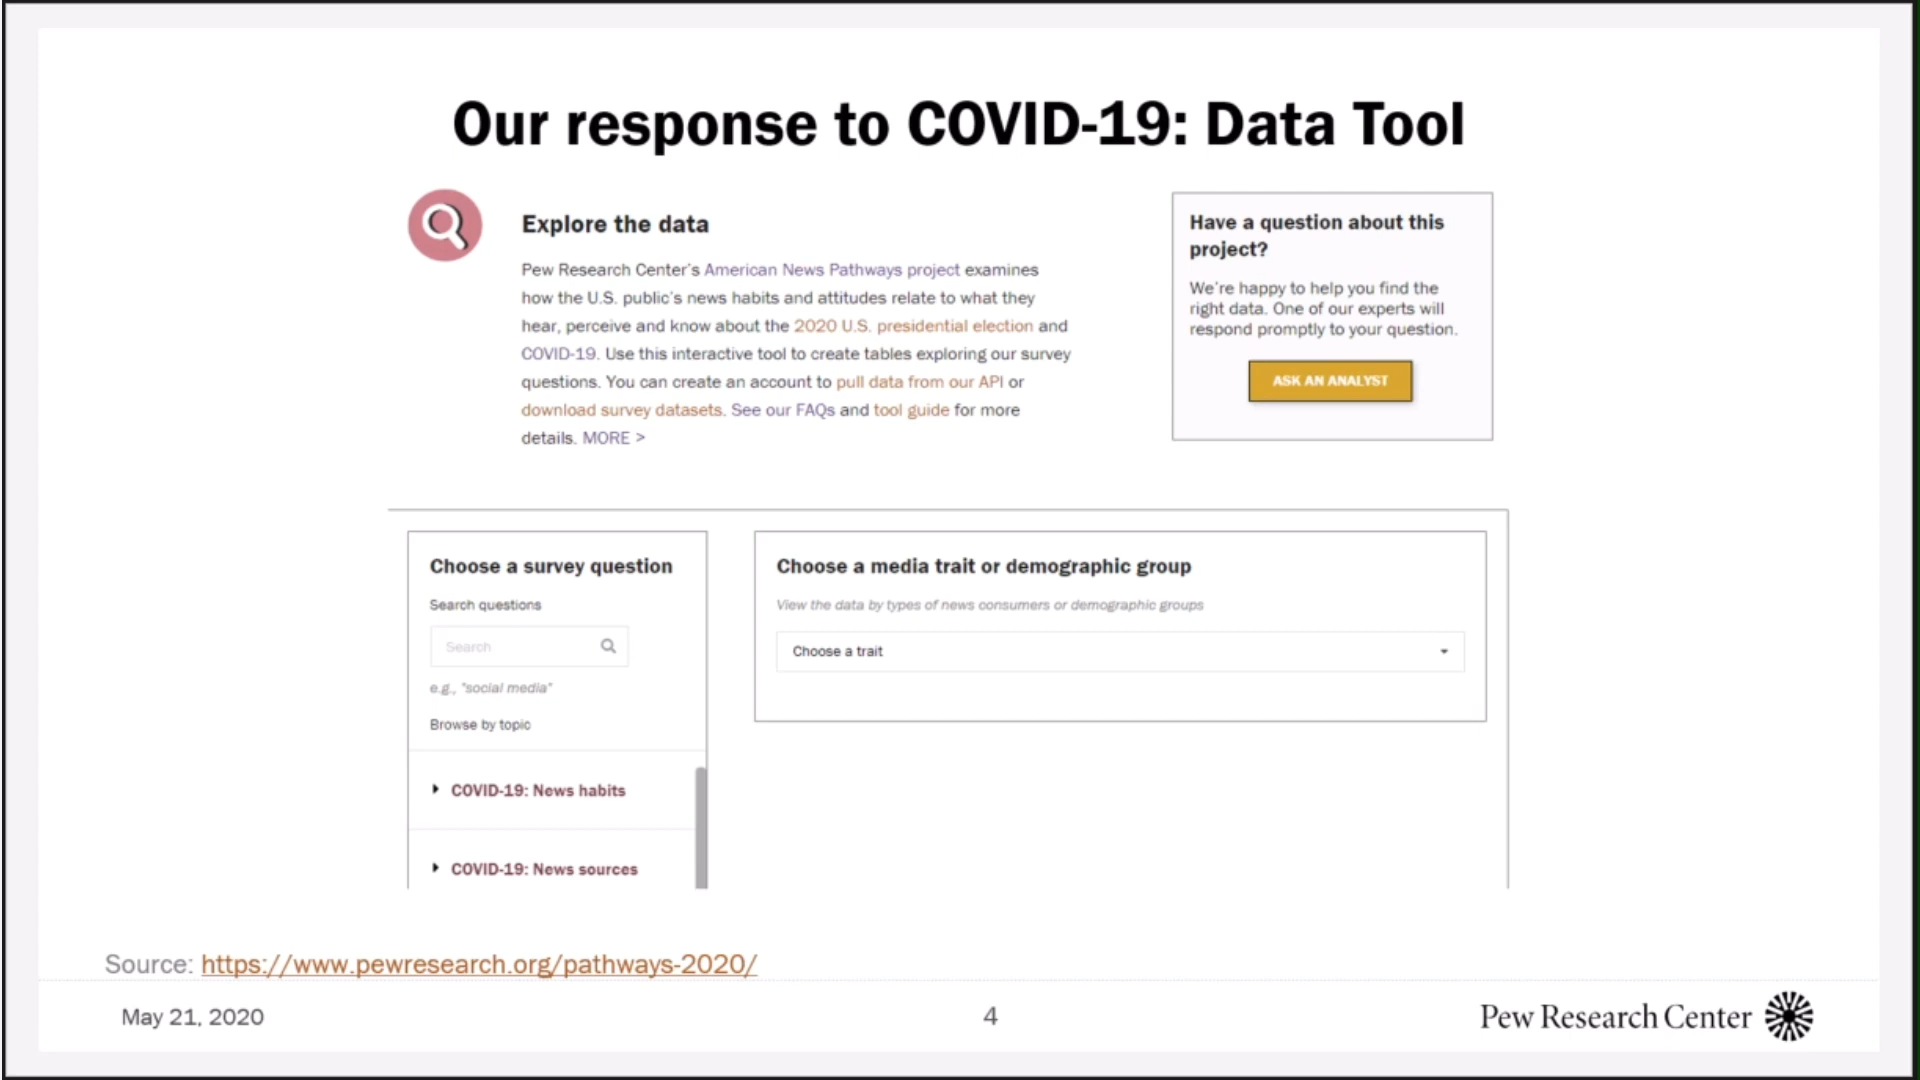 Our response to COVID-19: Data Tool
Explore the data
Pew Research Center's American News Pathways project examines
how the U.S. public's news habits and attitudes relate to what they
hear, perceive and know about the 2020 U.S. presidential election and
COVID-19. Use this interactive tool to create tables exploring our survey
questions. You can create an account to pull data from our API or
download survey datasets. See our FAQs and tool guide for more
details. MORE >
Have a question about this
project?
We're happy to help you find the
right data. One of our experts will
respond promptly to your question.
ASK AN ANALYST
Choose a survey question
Search questions
Search
e.g., "social media"
Browse by topic
COVID-19: News habits
COVID-19: News sources
Choose a media trait or demographic group
View the data by types of news consumers or demographic groups
Choose a trait
Source: https://www.pewresearch.org/pathways-2020/
May 21, 2020
4
Pew Research Center